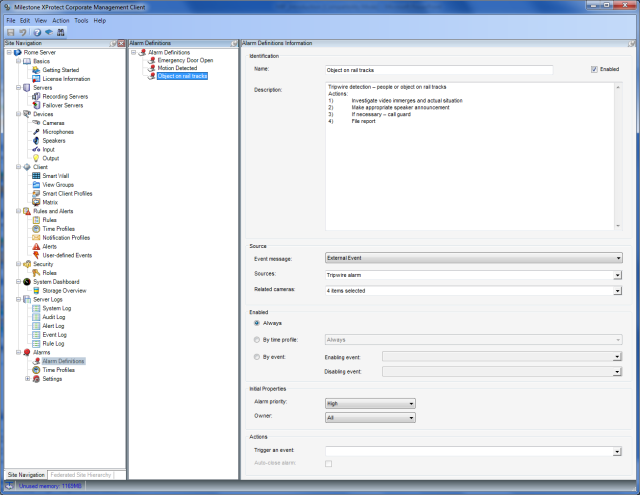 Milestone XProtect Corporate Management Client
File Edit View Action Tools Help
Site Navigation
Rome Server
Basics
Getting Started
License Information
Servers
Recording Servers
Failover Servers
Devices
Cameras
Microphones
Speakers
Input
Output
Client
Smart Wall
View Groups
Smart Client Profiles
Matrix
Rules and Alerts
Rules
Time Profiles
Notification Profiles
Alerts
User-defined Events
Security
Roles
System Dashboard
Storage Overview
Server Logs
System Log
Audit Log
Alert Log
Event Log
Rule Log
Alarms
Alarm Definitions
Time Profiles
Settings
Site Navigation Federated Site Hierarchy
Unused memory: 1169MB
Alarm Definitions
Alarm Definitions
Emergency Door Open
Motion Detected
Object on rail tracks
Alarm Definitions Information
Identification
Name: Object on rail tracks Enabled
Description: Tripwire detection – people or object on rail tracks
Actions:
1) Investigate video immerges and actual situation
2) Make appropriate speaker announcement
3) If necessary – call guard
4) File report
Source
Event message: External Event
Sources: Tripwire alarm
Related cameras: 4 items selected
Enabled
Always
By time profile: Always
By event: Enabling event:
Disabling event:
Initial Properties
Alarm priority: High
Owner: All
Actions
Trigger an event
Auto-close alarm: